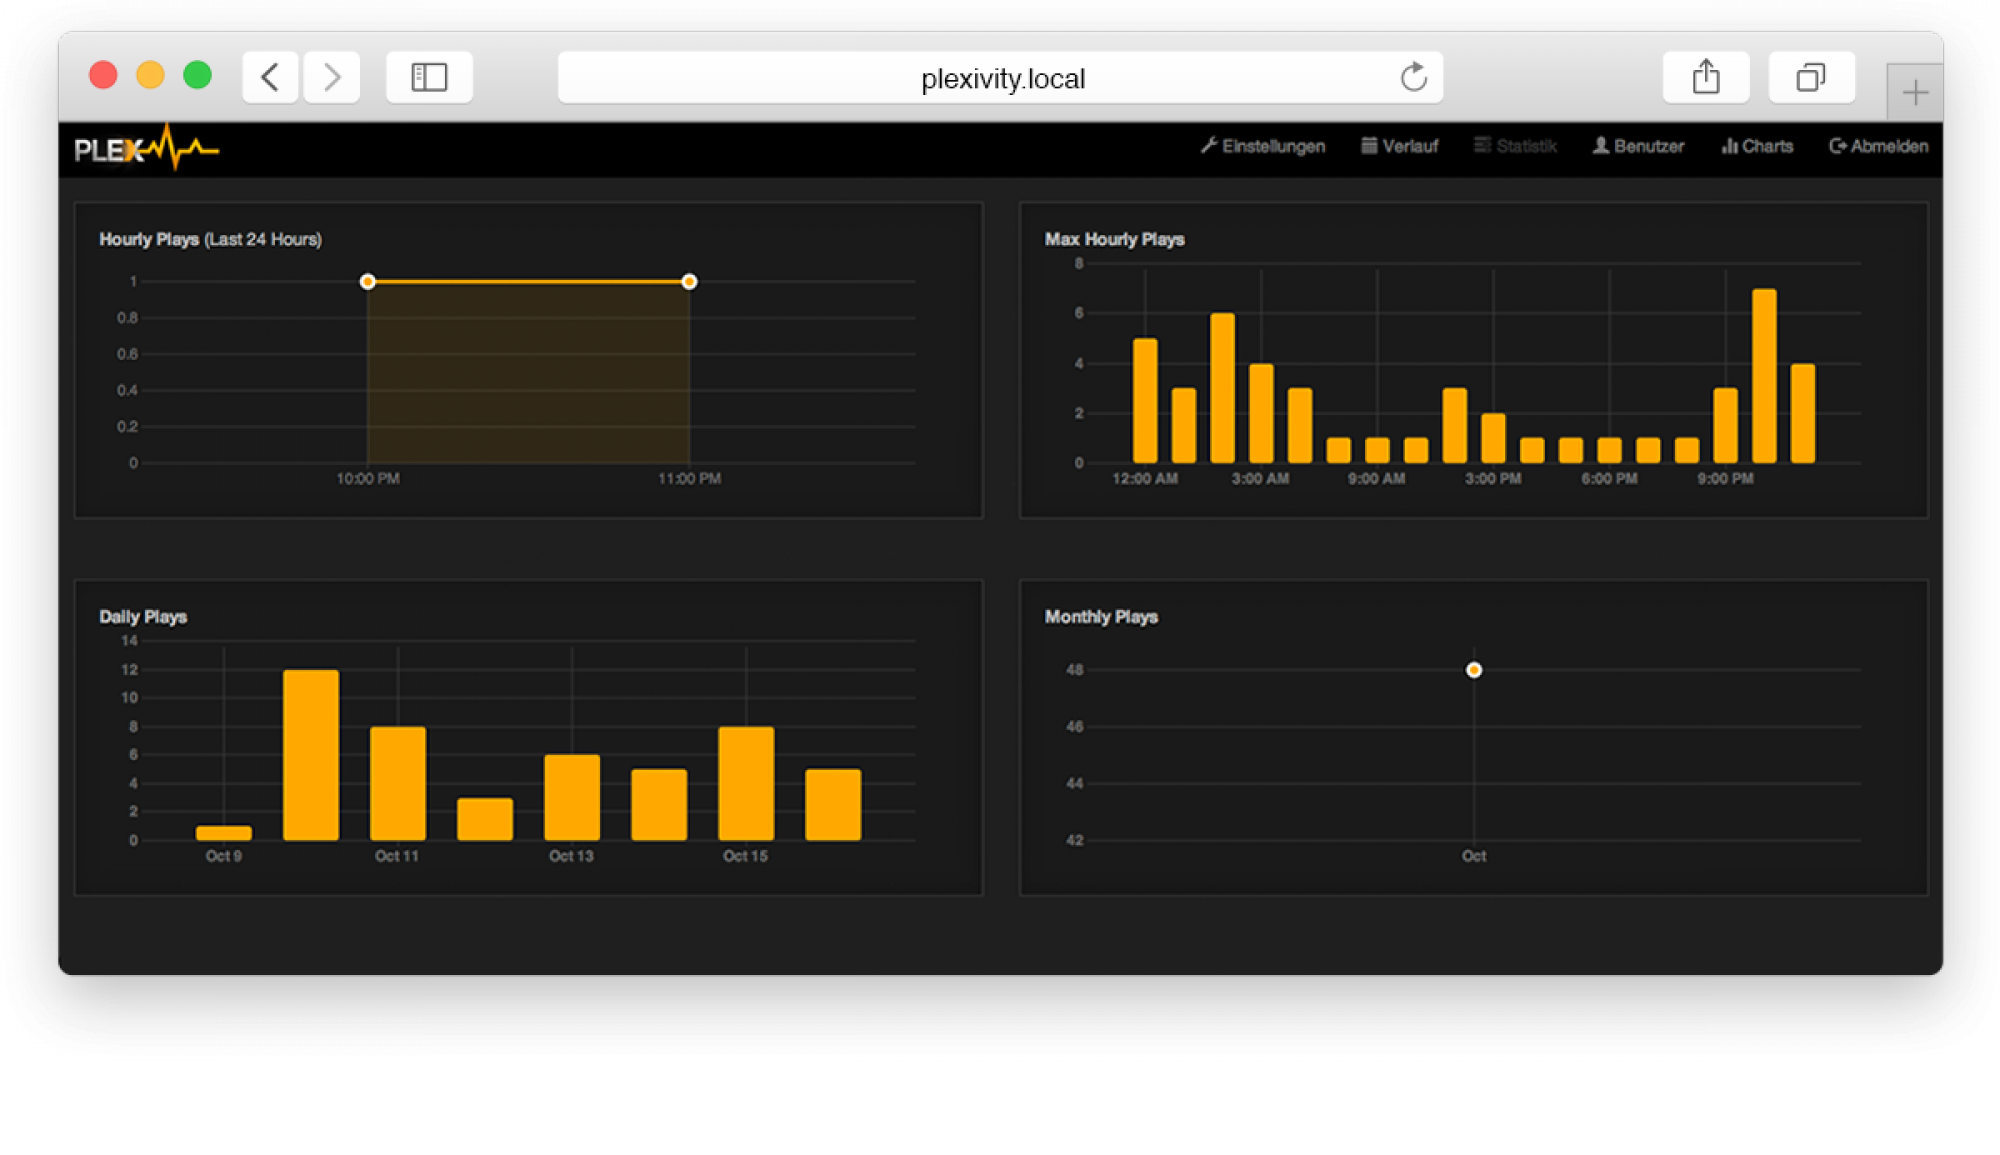 plexivity.local
PLEX
Einstellungen Verlauf Statistik Benutzer Charts Abmelden
Hourly Plays (Last 24 Hours)
1
0.8
0.6
0.4
0.2
0
10:00 PM 11:00 PM
Max Hourly Plays
8
6
4
2
0
12:00 AM 3:00 AM 9:00 AM 3:00 PM 6:00 PM 9:00 PM
Daily Plays
14
12
10
8
6
4
2
0
Oct 9 Oct 11 Oct 13 Oct 15
Monthly Plays
48
46
44
42
Oct